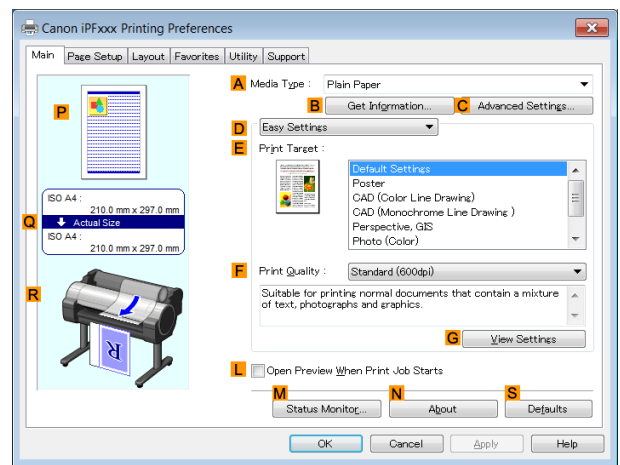 Canon iPFxxx Printing Preferences
Main Page Setup Layout Favorites Utility Support
A Media Type : Plain Paper
B Get Information... C Advanced Settings...
D Easy Settings
E Print Target :
Default Settings
Poster
CAD (Color Line Drawing)
CAD (Monochrome Line Drawing )
Perspective, GIS
Photo (Color)
P
ISO A4 :
210.0 mm x 297.0 mm
Q Actual Size
ISO A4 :
210.0 mm x 297.0 mm
R
F Print Quality : Standard (600dpi)
Suitable for printing normal documents that contain a mixture
of text, photographs and graphics.
G View Settings
L Open Preview When Print Job Starts
M Status Monitor... N About S Defaults
OK Cancel Apply Help